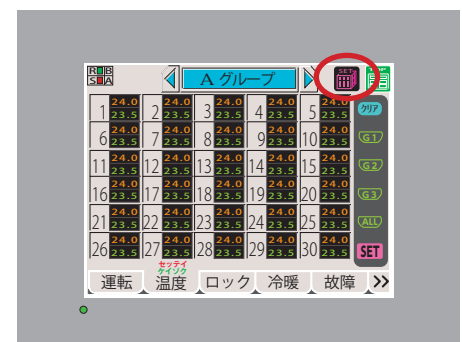 RB
SA
A グループ
SET
1 24.0 23.5 2 24.0 23.5 3 24.0 23.5 4 24.0 23.5 5 24.0 23.5 クリア
6 24.0 23.5 7 24.0 23.5 8 24.0 23.5 9 24.0 23.5 10 24.0 23.5 G1
11 24.0 23.5 12 24.0 23.5 13 24.0 23.5 14 24.0 23.5 15 24.0 23.5 G2
16 24.0 23.5 17 24.0 23.5 18 24.0 23.5 19 24.0 23.5 20 24.0 23.5 G3
21 24.0 23.5 22 24.0 23.5 23 24.0 23.5 24 24.0 23.5 25 24.0 23.5 ALL
26 24.0 23.5 27 24.0 23.5 28 24.0 23.5 29 24.0 23.5 30 24.0 23.5 SET
セッテイ
ケイソク
運転 温度 ロック 冷暖 故障 >>